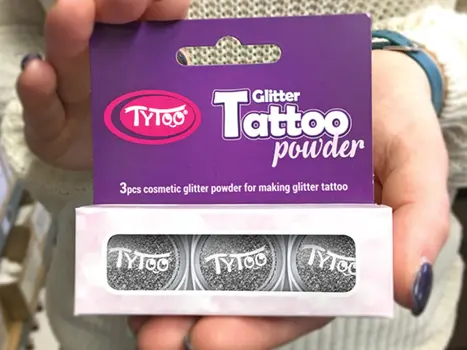 Glitter
TyToo
Tattoo
powder
3pcs cosmetic glitter powder for making glitter tattoo
TyToo TyToo TyToo